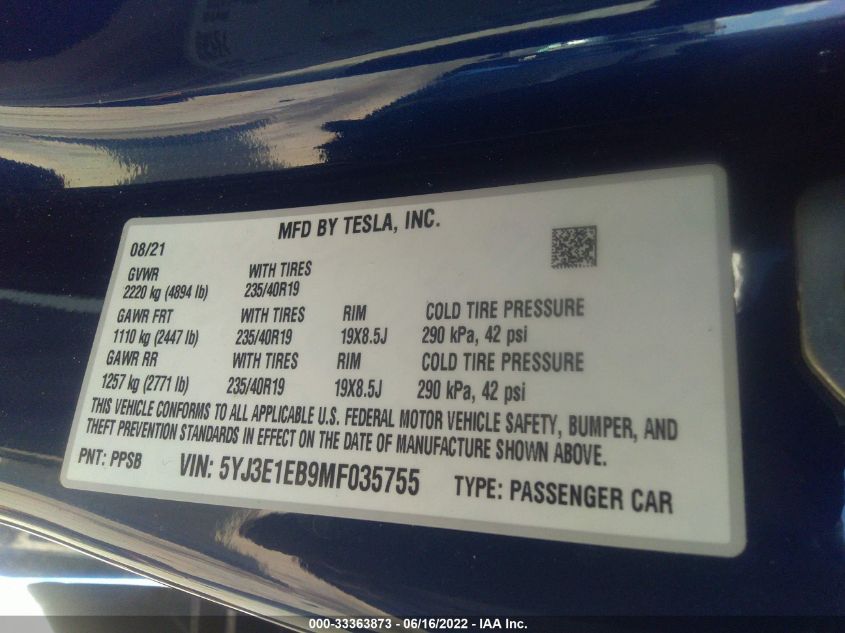 MFD BY TESLA, INC.
08/21
GVWR WITH TIRES
2220 kg (4894 lb) 235/40R19
GAWR FRT WITH TIRES RIM COLD TIRE PRESSURE
1110 kg (2447 lb) 235/40R19 19X8.5J 290 kPa, 42 psi
GAWR RR WITH TIRES RIM COLD TIRE PRESSURE
1257 kg (2771 lb) 235/40R19 19X8.5J 290 kPa, 42 psi
THIS VEHICLE CONFORMS TO ALL APPLICABLE U.S. FEDERAL MOTOR VEHICLE SAFETY, BUMPER, AND
THEFT PREVENTION STANDARDS IN EFFECT ON THE DATE OF MANUFACTURE SHOWN ABOVE.
PNT: PPSB VIN: 5YJ3E1EB9MF035755 TYPE: PASSENGER CAR
000-33363873 - 06/16/2022 - IAA Inc.